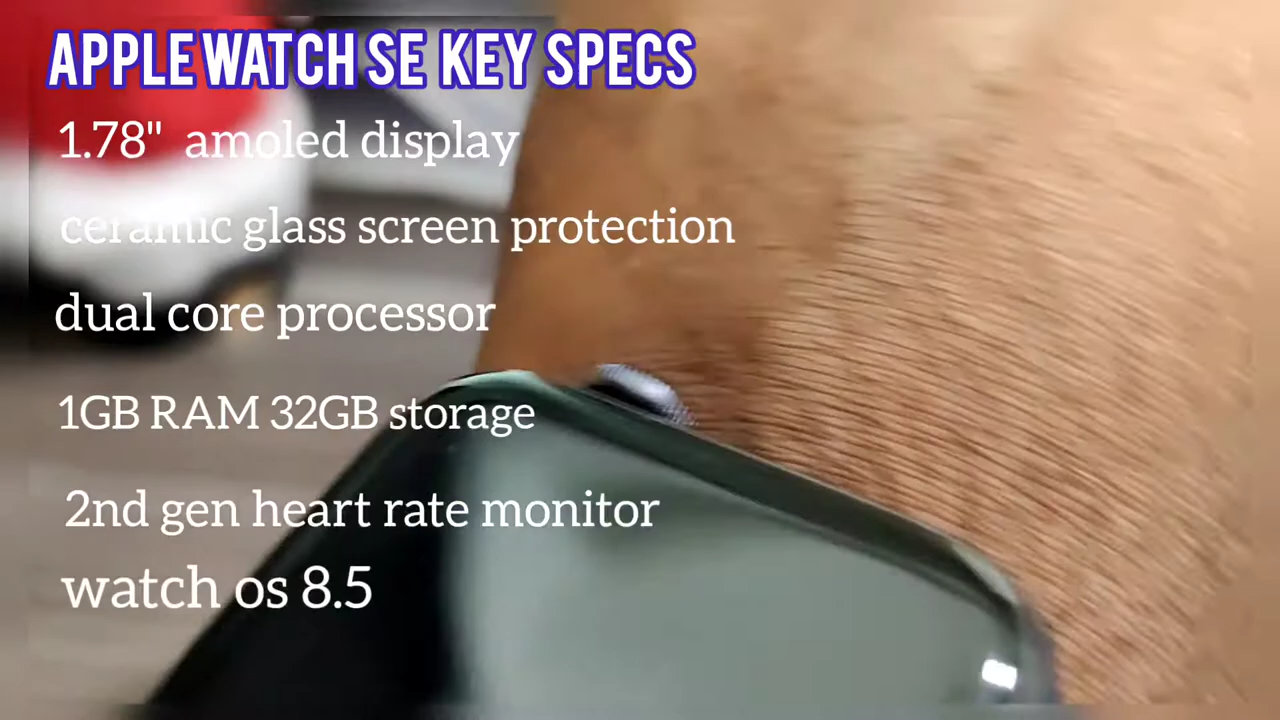 APPLE WATCH SE KEY SPECS
1.78" amoled display
ceramic glass screen protection
dual core processor
1GB RAM 32GB storage
2nd gen heart rate monitor
watch os 8.5